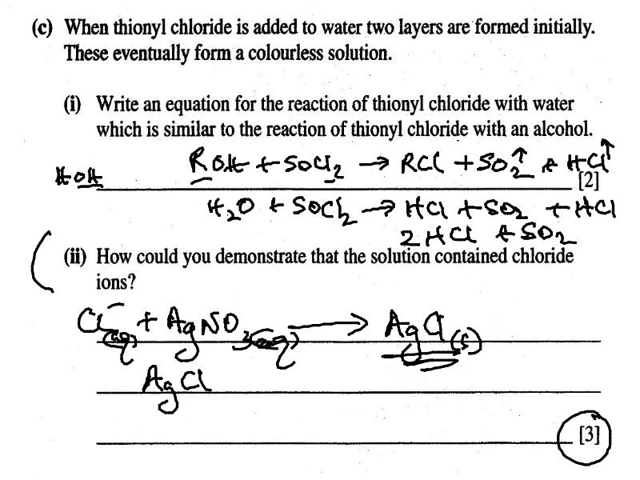 (c) When thionyl chloride is added to water two layers are formed initially.
These eventually form a colourless solution.
(i) Write an equation for the reaction of thionyl chloride with water
which is similar to the reaction of thionyl chloride with an alcohol.
ROH + SOCl₂ → RCl + SO₂↑ + HCl↑
HOH
[2]
H₂O + SOCl₂ → HCl + SO₂ + HCl
2HCl + SO₂
(ii) How could you demonstrate that the solution contained chloride
ions?
Cl⁻(aq) + AgNO₃(aq) → AgCl(s)
AgCl
[3]